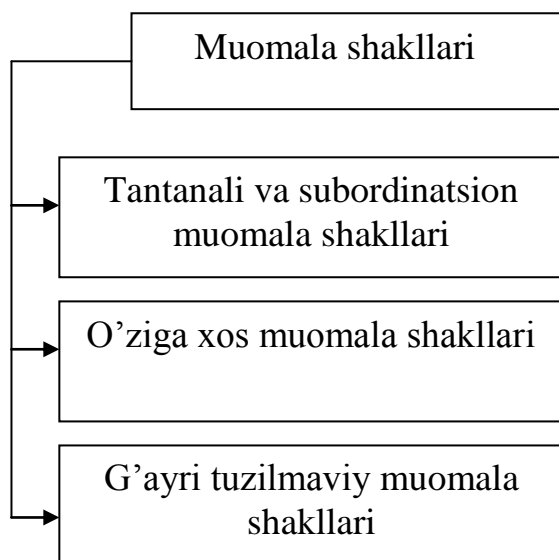 Muomala shakllari
Tantanali va subordinatsion
muomala shakllari
O’ziga xos muomala shakllari
G’ayri tuzilmaviy muomala
shakllari